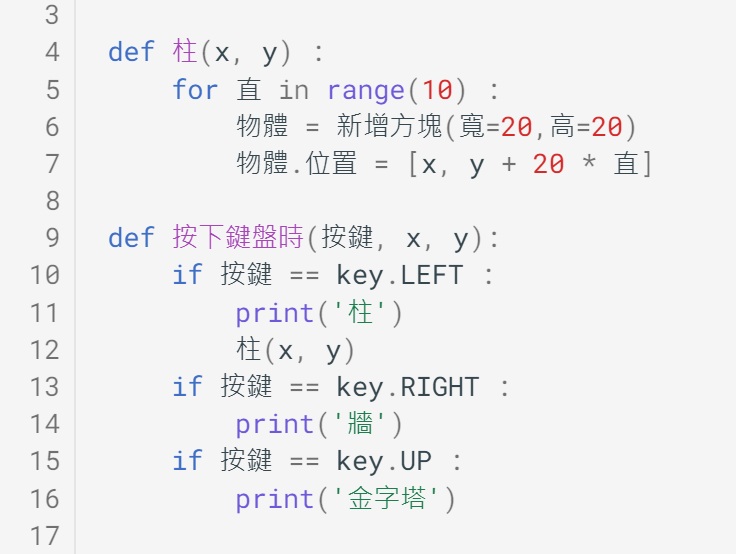 3
4 def 柱(x, y) :
5     for 直 in range(10) :
6         物體 = 新增方塊(寬=20,高=20)
7         物體.位置 = [x, y + 20 * 直]
8
9 def 按下鍵盤時(按鍵, x, y):
10     if 按鍵 == key.LEFT :
11         print('柱')
12         柱(x, y)
13     if 按鍵 == key.RIGHT :
14         print('牆')
15     if 按鍵 == key.UP :
16         print('金字塔')
17